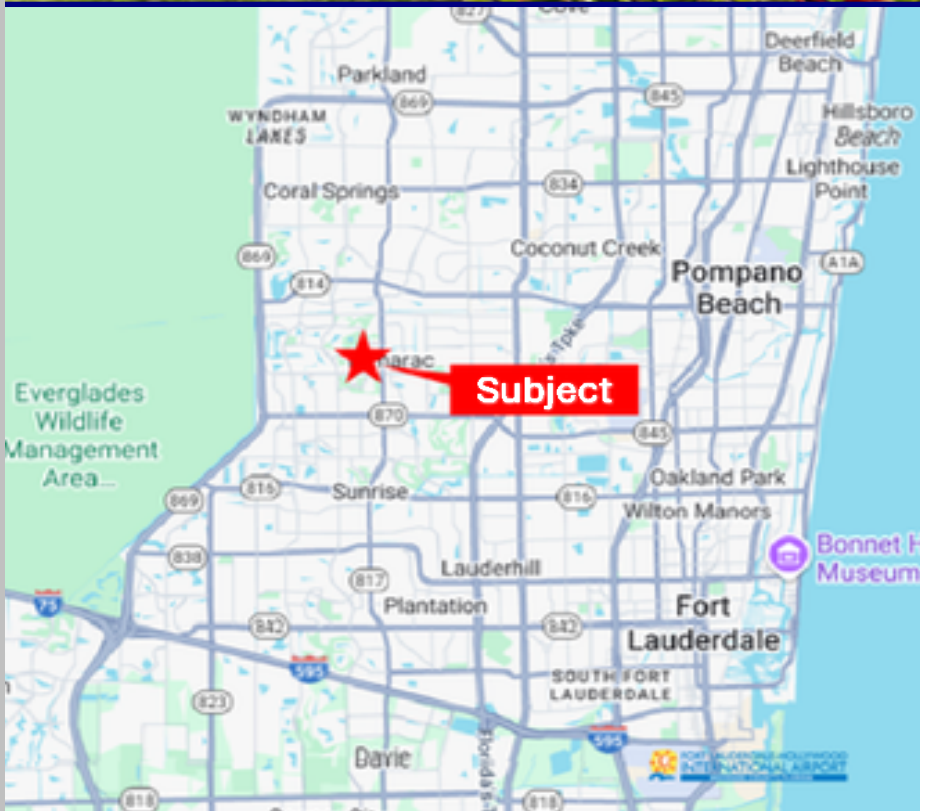 827
Cove
Deerfield
Beach
Parkland
869
845
WYNDHAM
LAKES
Hillsboro
Beach
Lighthouse
Point
Coral Springs
834
869
Coconut Creek
A1A
814
Pompano
Beach
's Tpke
arac
Subject
Everglades
Wildlife
Management
Area...
870
845
816
Sunrise
816
Oakland Park
869
Wilton Manors
838
Lauderhill
Bonnet H
Museum
817
75
Plantation
Fort
Lauderdale
842
842
595
SOUTH FORT
LAUDERDALE
823
595
Davie
Florida's
FORT LAUDERDALE-HOLLYWOOD
INTERNATIONAL AIRPORT
818
818